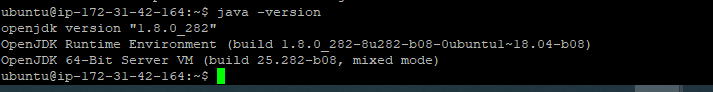 ubuntu@ip-172-31-42-164:~$ java -version
openjdk version "1.8.0_282"
OpenJDK Runtime Environment (build 1.8.0_282-8u282-b08-0ubuntu1~18.04-b08)
OpenJDK 64-Bit Server VM (build 25.282-b08, mixed mode)
ubuntu@ip-172-31-42-164:~$